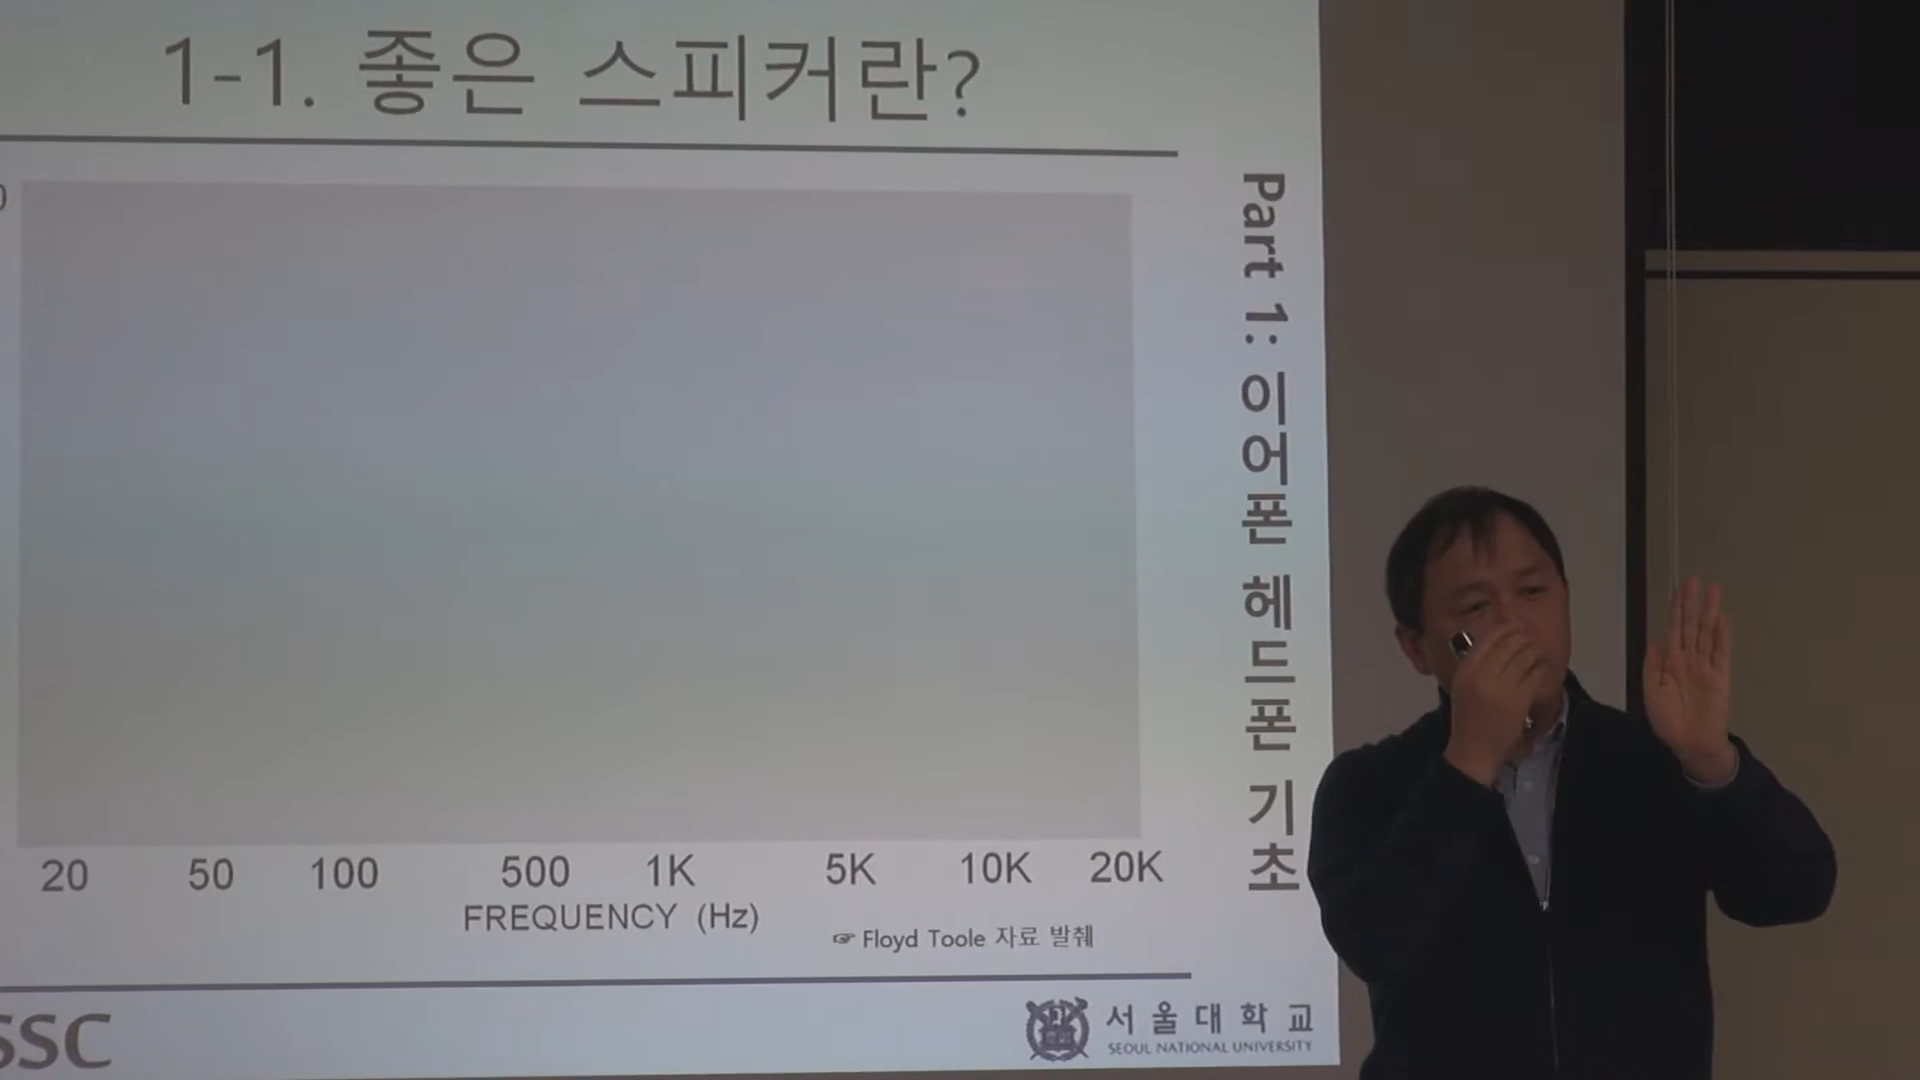 1-1. 좋은 스피커란?
Part 1: 이어폰 헤드폰 기초
20 50 100 500 1K 5K 10K 20K
FREQUENCY (Hz)
☞ Floyd Toole 자료 발췌
SSC
서울대학교
SEOUL NATIONAL UNIVERSITY